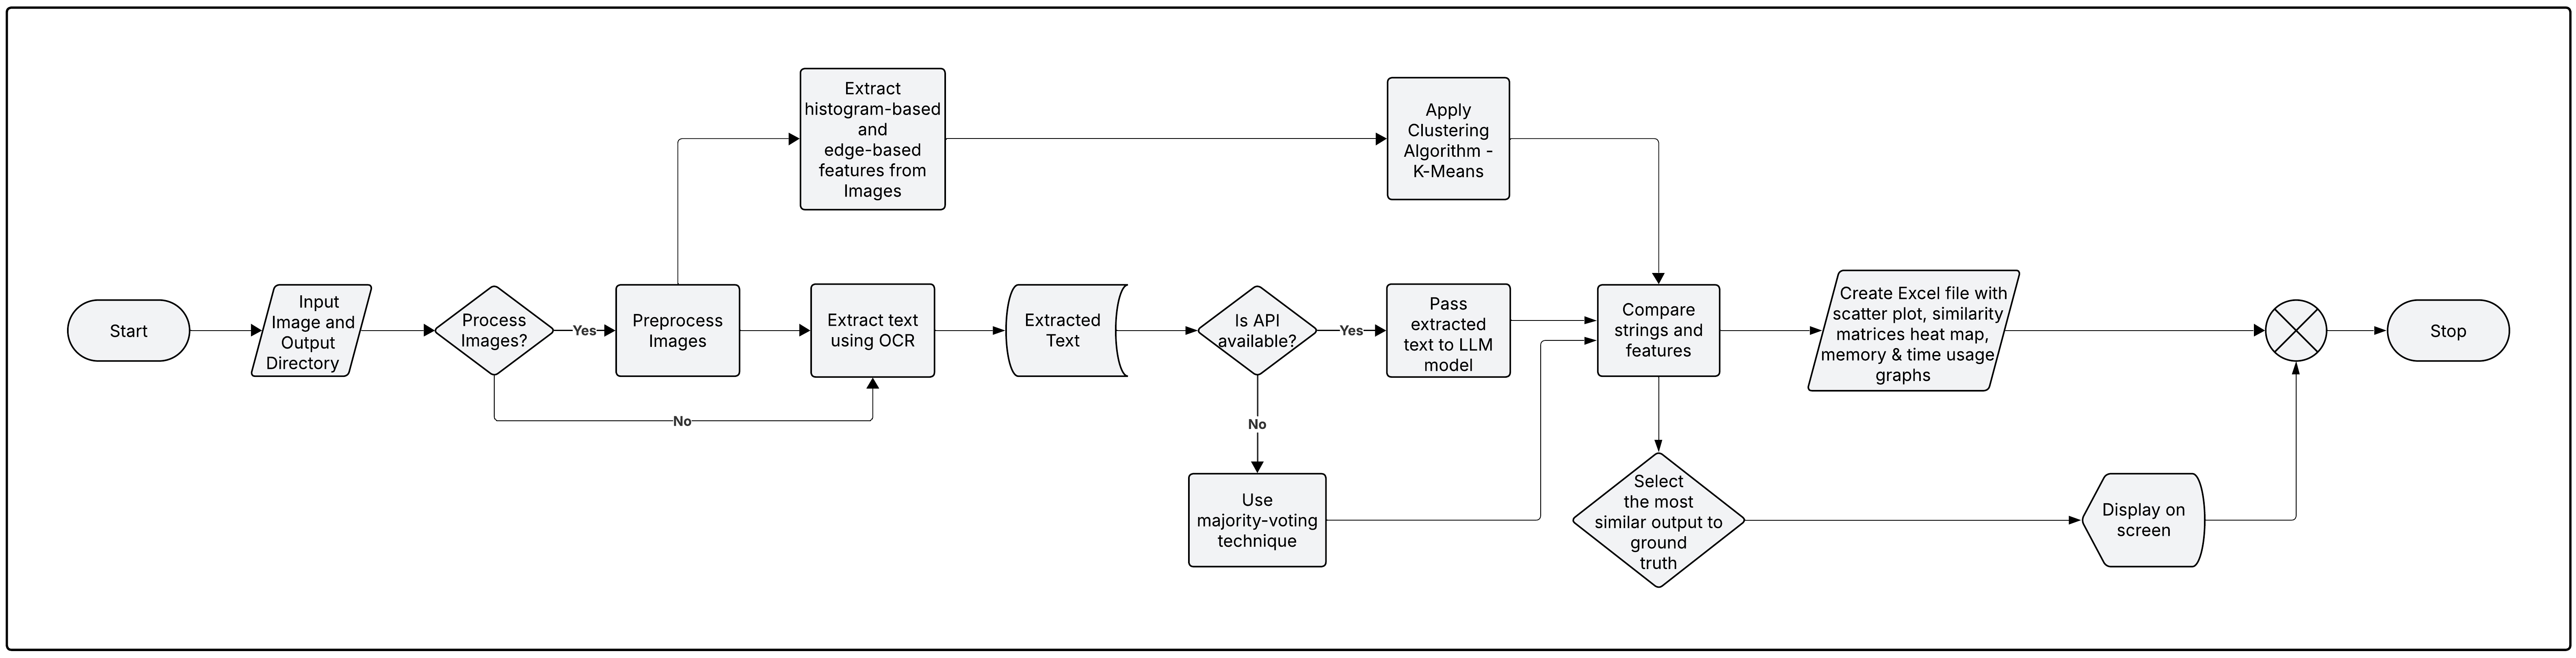 Extract
histogram-based
and
edge-based
features from
Images
Apply
Clustering
Algorithm -
K-Means
Start
Input
Image and
Output
Directory
Process
Images?
Yes
Preprocess
Images
Extract text
using OCR
Extracted
Text
Is API
available?
Yes
Pass
extracted
text to LLM
model
Compare
strings and
features
Create Excel file with
scatter plot, similarity
matrices heat map,
memory & time usage
graphs
Stop
No
No
Use
majority-voting
technique
Select
the most
similar output to
ground
truth
Display on
screen